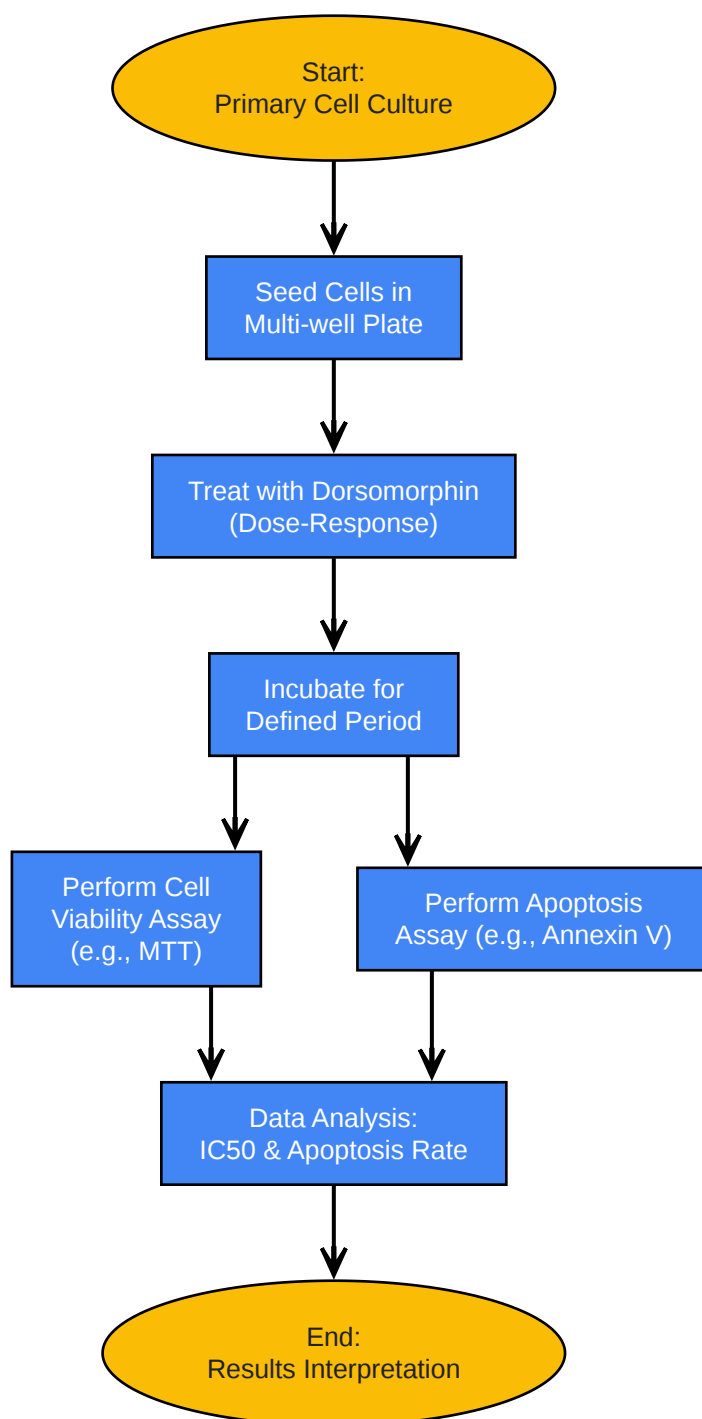 Start:
Primary Cell Culture
Seed Cells in
Multi-well Plate
Treat with Dorsomorphin
(Dose-Response)
Incubate for
Defined Period
Perform Cell
Viability Assay
(e.g., MTT)
Perform Apoptosis
Assay (e.g., Annexin V)
Data Analysis:
IC50 & Apoptosis Rate
End:
Results Interpretation